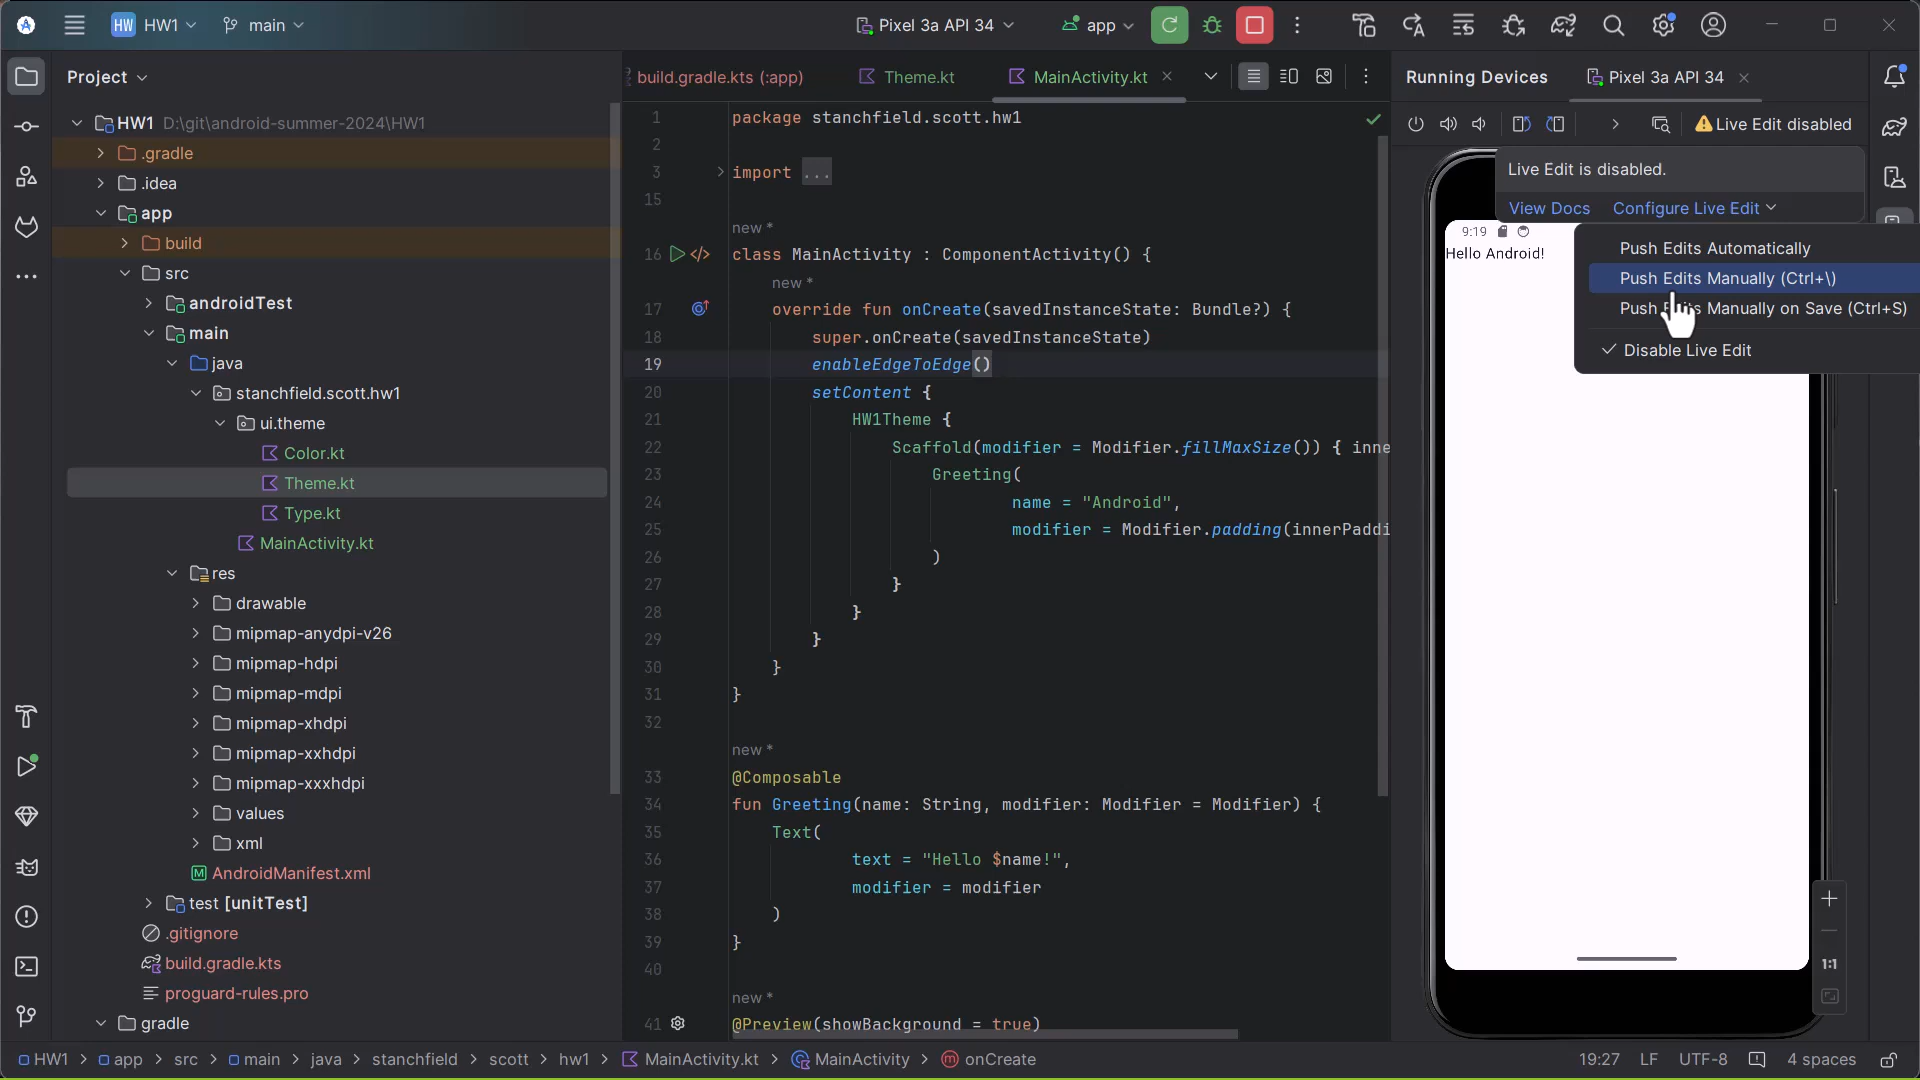 HW HW1 main Pixel 3a API 34 app
Project
build.gradle.kts (:app) Theme.kt MainActivity.kt
Running Devices Pixel 3a API 34
Live Edit disabled
Live Edit is disabled.
View Docs Configure Live Edit
Push Edits Automatically
Push Edits Manually (Ctrl+\)
Push Edits Manually on Save (Ctrl+S)
Disable Live Edit
9:19
Hello Android!
1:1
HW1 D:\git\android-summer-2024\HW1
.gradle
.idea
app
build
src
androidTest
main
java
stanchfield.scott.hw1
ui.theme
Color.kt
Theme.kt
Type.kt
MainActivity.kt
res
drawable
mipmap-anydpi-v26
mipmap-hdpi
mipmap-mdpi
mipmap-xhdpi
mipmap-xxhdpi
mipmap-xxxhdpi
values
xml
AndroidManifest.xml
test [unitTest]
.gitignore
build.gradle.kts
proguard-rules.pro
gradle
1 package stanchfield.scott.hw1
2
3 import ...
15
new *
16 class MainActivity : ComponentActivity() {
new *
17 override fun onCreate(savedInstanceState: Bundle?) {
18 super.onCreate(savedInstanceState)
19 enableEdgeToEdge()
20 setContent {
21 HW1Theme {
22 Scaffold(modifier = Modifier.fillMaxSize()) { inne
23 Greeting(
24 name = "Android",
25 modifier = Modifier.padding(innerPaddi
26 )
27 }
28 }
29 }
30 }
31 }
32
new *
33 @Composable
34 fun Greeting(name: String, modifier: Modifier = Modifier) {
35 Text(
36 text = "Hello $name!",
37 modifier = modifier
38 )
39 }
40
new *
41 @Preview(showBackground = true)
HW1 > app > src > main > java > stanchfield > scott > hw1 > MainActivity.kt > MainActivity > onCreate
19:27 LF UTF-8 4 spaces